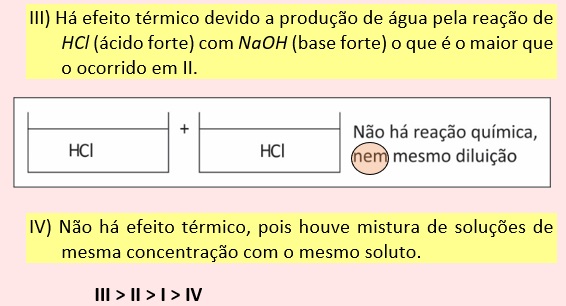 III) Há efeito térmico devido a produção de água pela reação de
HCl (ácido forte) com NaOH (base forte) o que é o maior que
o ocorrido em II.
HCl + HCl
Não há reação química,
nem mesmo diluição
IV) Não há efeito térmico, pois houve mistura de soluções de
mesma concentração com o mesmo soluto.
III > II > I > IV